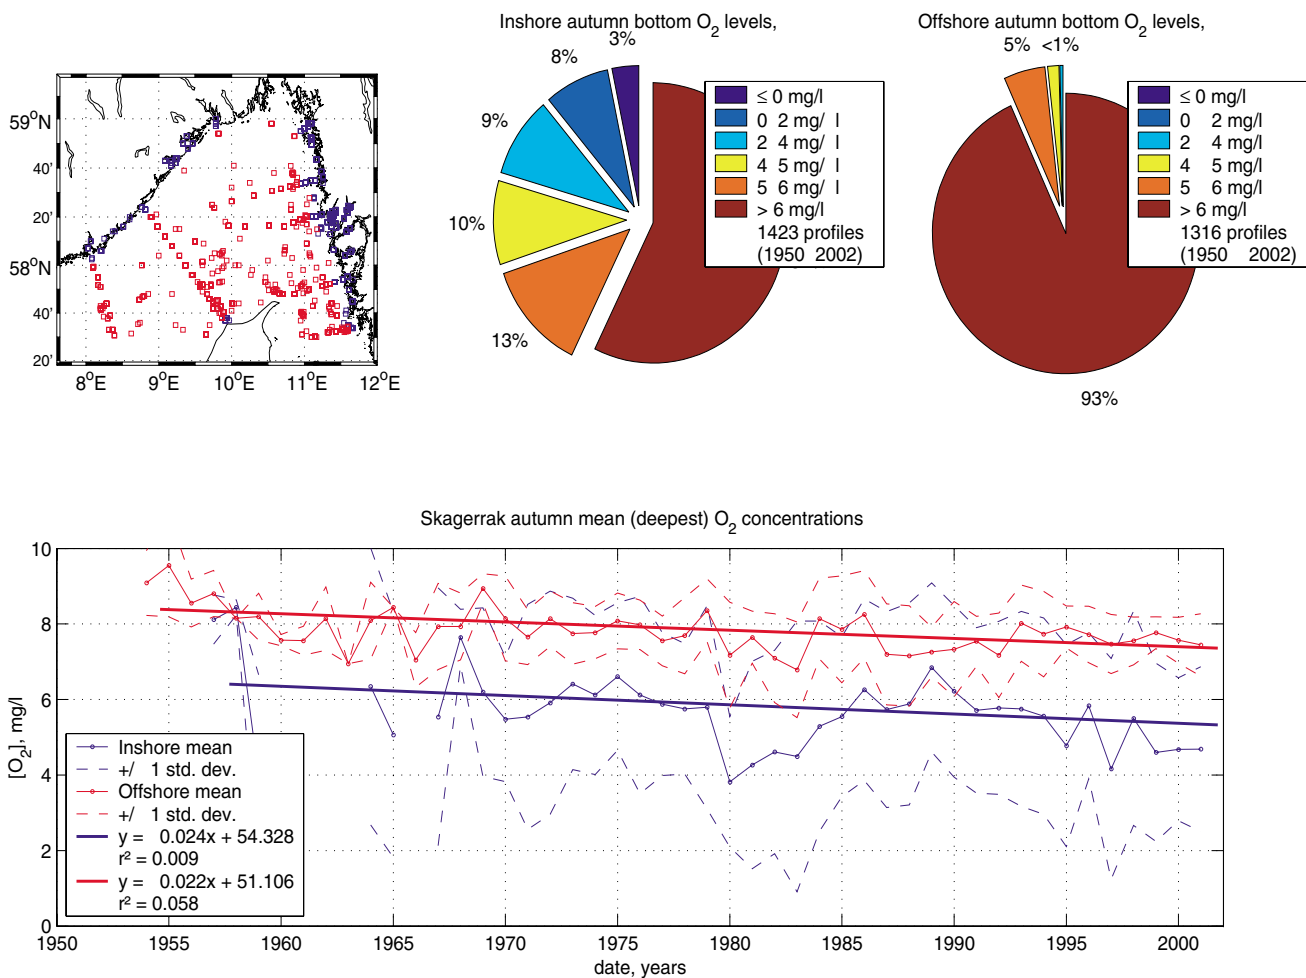 Inshore autumn bottom O2 levels,
3%
8%
9%
10%
13%
≤ 0 mg/l
0 2 mg/ l
2 4 mg/ l
4 5 mg/ l
5 6 mg/ l
> 6 mg/l
1423 profiles
(1950 2002)
Offshore autumn bottom O2 levels,
5% <1%
93%
≤ 0 mg/l
0 2 mg/l
2 4 mg/l
4 5 mg/l
5 6 mg/l
> 6 mg/l
1316 profiles
(1950 2002)
59°N
40'
20'
58°N
40'
20'
8°E 9°E 10°E 11°E 12°E
Skagerrak autumn mean (deepest) O2 concentrations
[O2], mg/l
10
8
6
4
2
0
Inshore mean
+/ 1 std. dev.
Offshore mean
+/ 1 std. dev.
y = 0.024x + 54.328
r² = 0.009
y = 0.022x + 51.106
r² = 0.058
1950 1955 1960 1965 1970 1975 1980 1985 1990 1995 2000
date, years